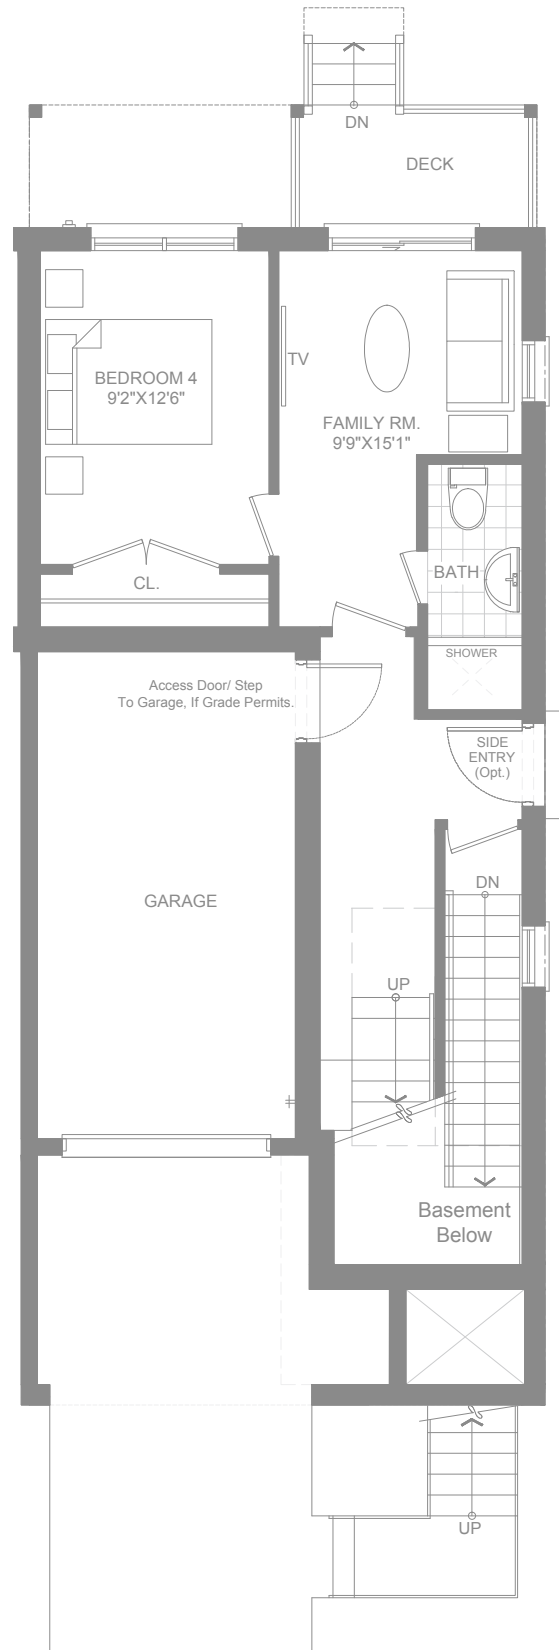 DN
DECK
BEDROOM 4
9'2"X12'6"
TV
FAMILY RM.
9'9"X15'1"
CL.
BATH
SHOWER
Access Door/ Step
To Garage, If Grade Permits.
SIDE
ENTRY
(Opt.)
GARAGE
DN
UP
Basement
Below
UP